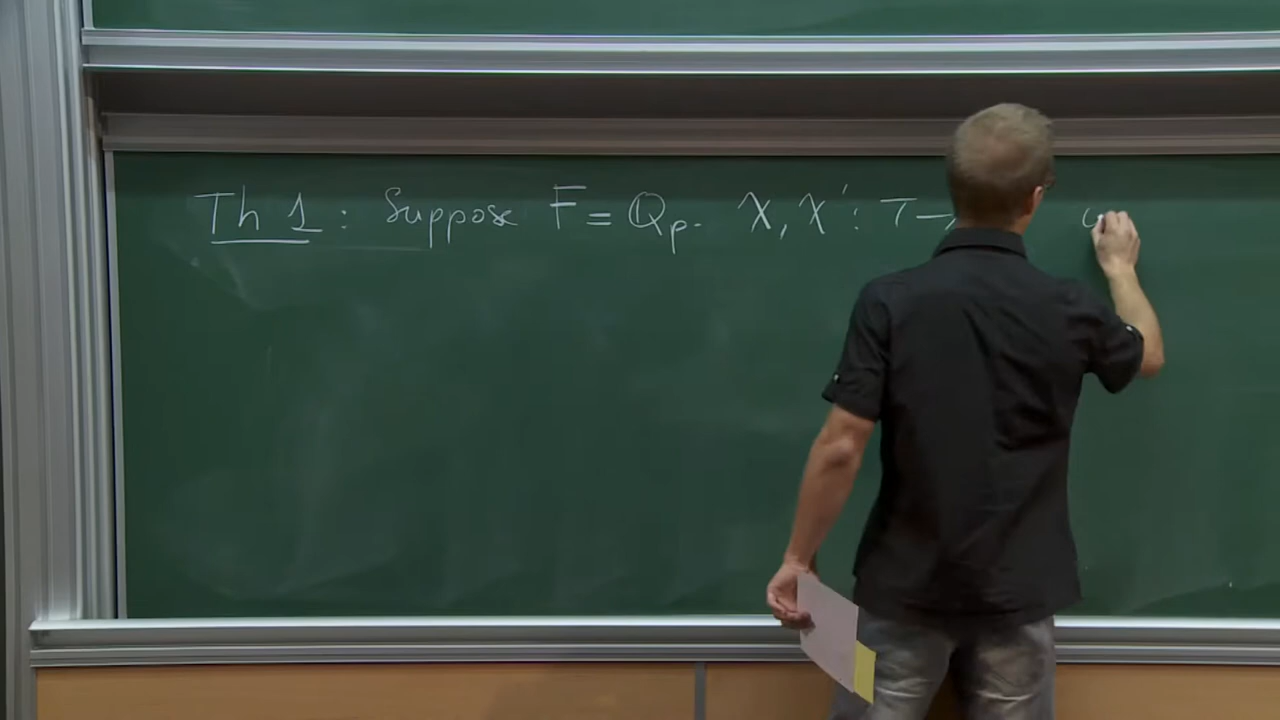 Th 1 : Suppose F = Qp. χ, χ' : T →